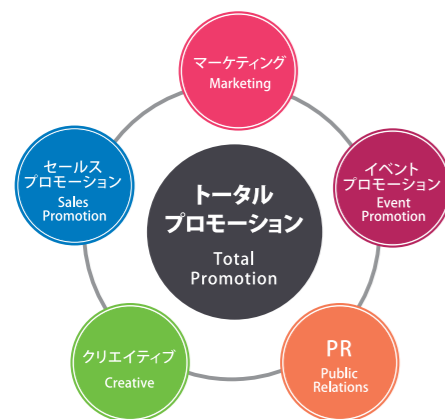 マーケティング
Marketing
セールス
プロモーション
Sales
Promotion
イベント
プロモーション
Event
Promotion
トータル
プロモーション
Total
Promotion
クリエイティブ
Creative
PR
Public
Relations